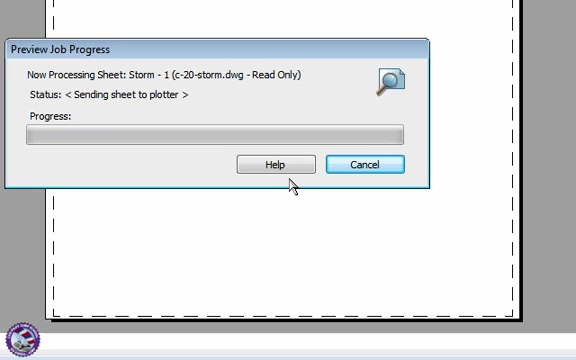 Preview Job Progress
Now Processing Sheet: Storm - 1 (c-20-storm.dwg - Read Only)
Status: < Sending sheet to plotter >
Progress:
Help
Cancel